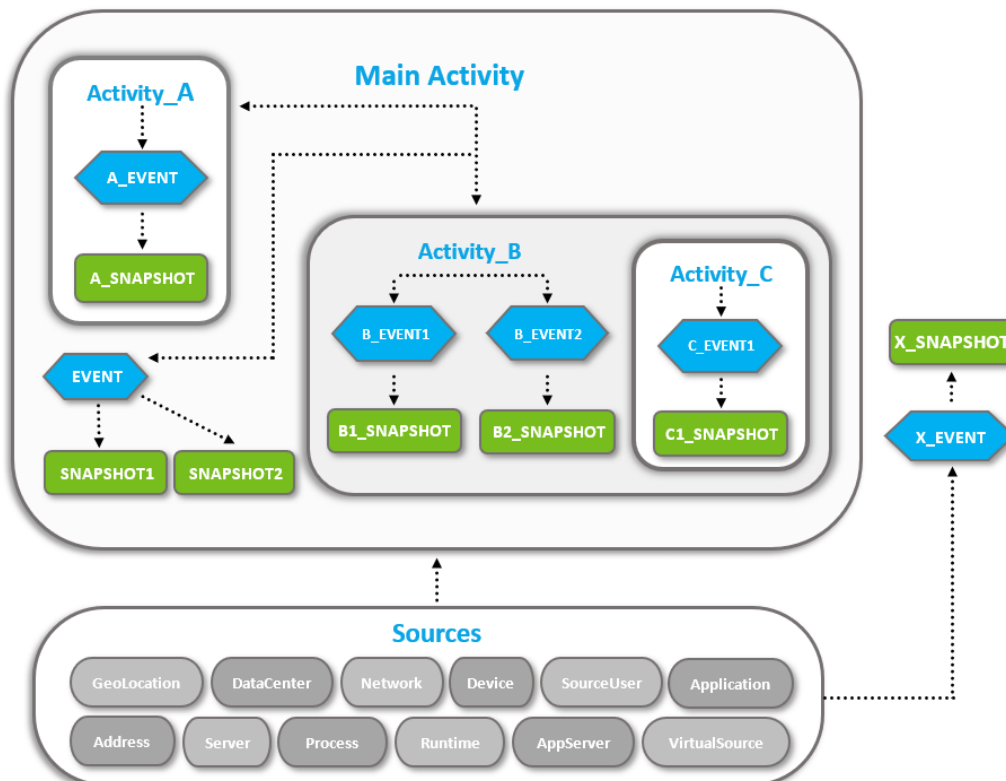 Main Activity
Activity_A
A_EVENT
A_SNAPSHOT
EVENT
SNAPSHOT1
SNAPSHOT2
Activity_B
B_EVENT1
B_EVENT2
B1_SNAPSHOT
B2_SNAPSHOT
Activity_C
C_EVENT1
C1_SNAPSHOT
X_SNAPSHOT
X_EVENT
Sources
GeoLocation
DataCenter
Network
Device
SourceUser
Application
Address
Server
Process
Runtime
AppServer
VirtualSource